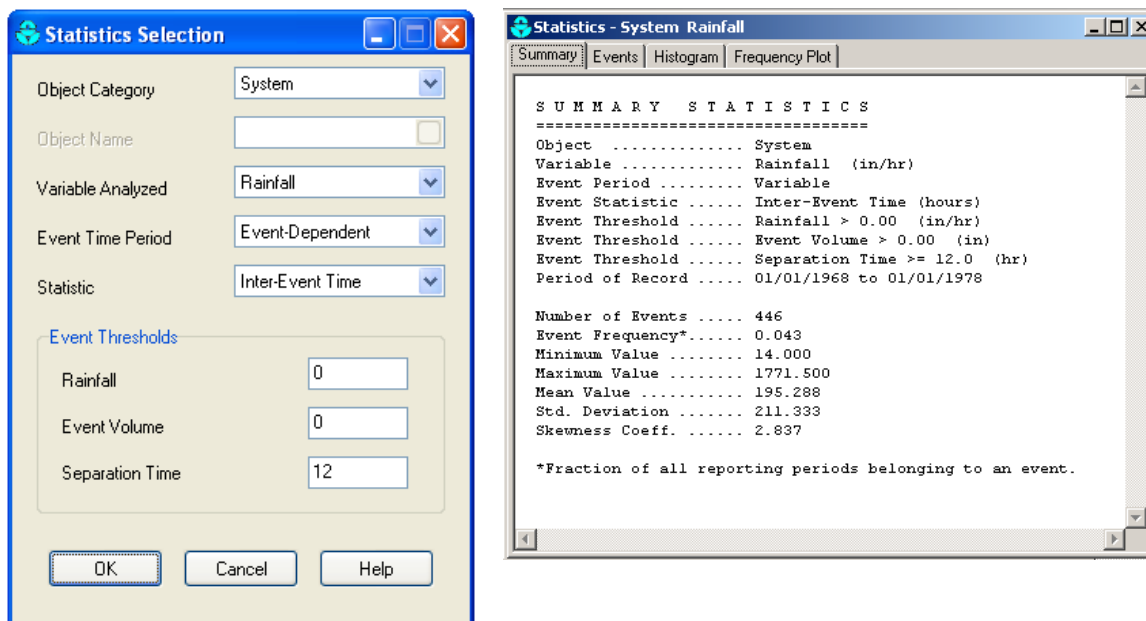 Statistics Selection
Object Category System
Object Name
Variable Analyzed Rainfall
Event Time Period Event-Dependent
Statistic Inter-Event Time
Event Thresholds
Rainfall 0
Event Volume 0
Separation Time 12
OK Cancel Help
Statistics - System Rainfall
Summary Events Histogram Frequency Plot
S U M M A R Y   S T A T I S T I C S
===================================
Object .............. System
Variable ............ Rainfall (in/hr)
Event Period ......... Variable
Event Statistic ...... Inter-Event Time (hours)
Event Threshold ...... Rainfall > 0.00 (in/hr)
Event Threshold ...... Event Volume > 0.00 (in)
Event Threshold ...... Separation Time >= 12.0 (hr)
Period of Record ..... 01/01/1968 to 01/01/1978
Number of Events ..... 446
Event Frequency*...... 0.043
Minimum Value ........ 14.000
Maximum Value ........ 1771.500
Mean Value ........... 195.288
Std. Deviation ....... 211.333
Skewness Coeff. ...... 2.837
*Fraction of all reporting periods belonging to an event.